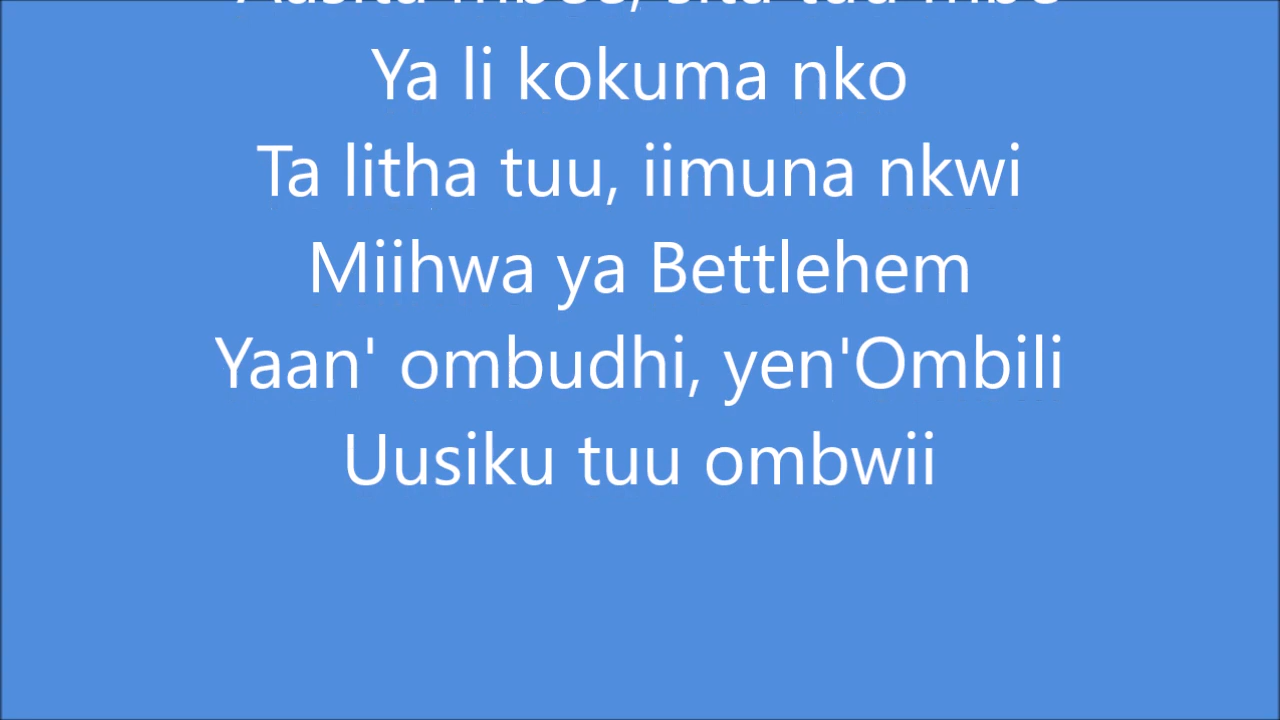 Ya li kokuma nko
Ta litha tuu, iimuna nkwi
Miihwa ya Bettlehem
Yaan' ombudhi, yen'Ombili
Uusiku tuu ombwii